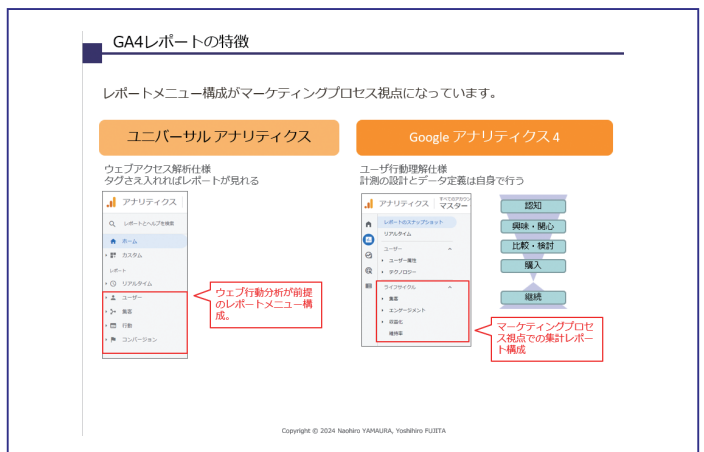 GA4レポートの特徴
レポートメニュー構成がマーケティングプロセス視点になっています。
ユニバーサル アナリティクス
ウェブアクセス解析仕様
タグさえ入れればレポートが見れる
アナリティクス
レポートとヘルプを検索
ホーム
カスタム
レポート
リアルタイム
ユーザー
集客
行動
コンバージョン
ウェブ行動分析が前提
のレポートメニュー構
成。
Google アナリティクス 4
ユーザ行動理解仕様
計測の設計とデータ定義は自身で行う
アナリティクス
すべてのアカウン
マスター
レポートのスナップショット
リアルタイム
ユーザー
ユーザー属性
テクノロジー
ライフサイクル
集客
エンゲージメント
収益化
維持率
認知
興味・関心
比較・検討
購入
継続
マーケティングプロセ
ス視点での集計レポー
ト構成
Copyright © 2024 Naohiro YAMAURA, Yoshihiro FUJITA